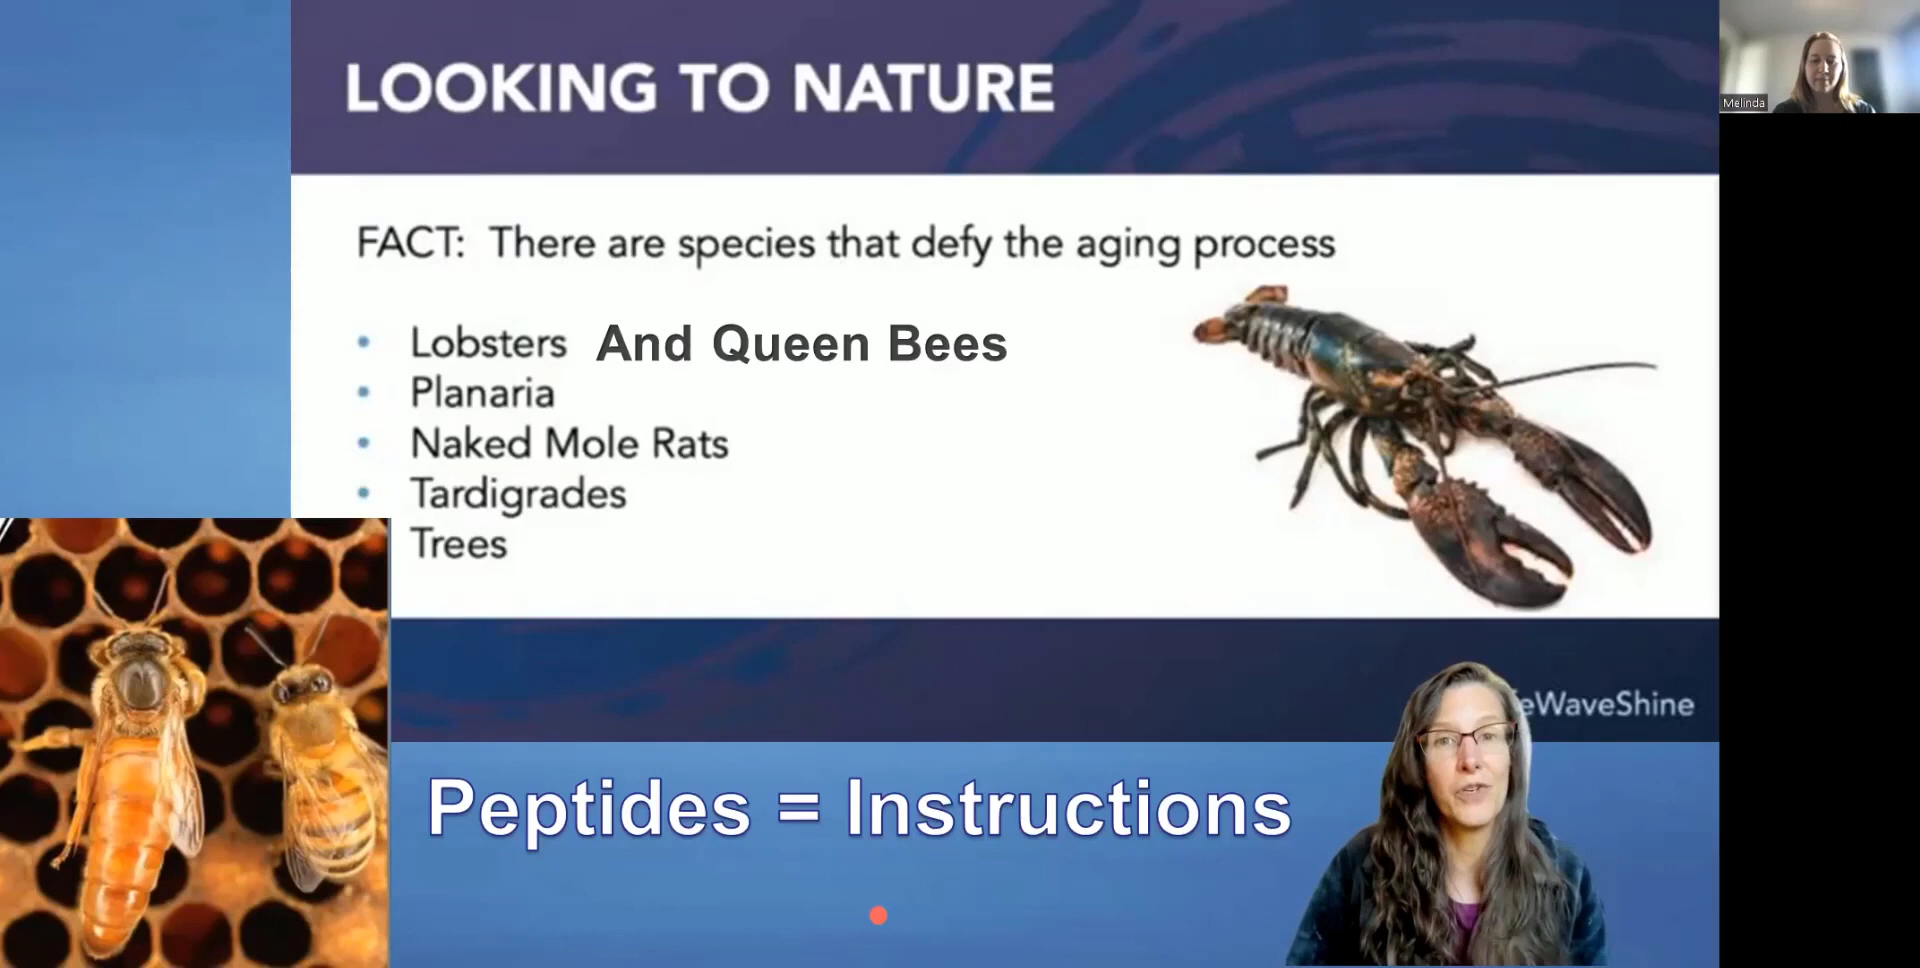 LOOKING TO NATURE
Melinda
FACT: There are species that defy the aging process
• Lobsters And Queen Bees
• Planaria
• Naked Mole Rats
• Tardigrades
Trees
eWaveShine
Peptides = Instructions